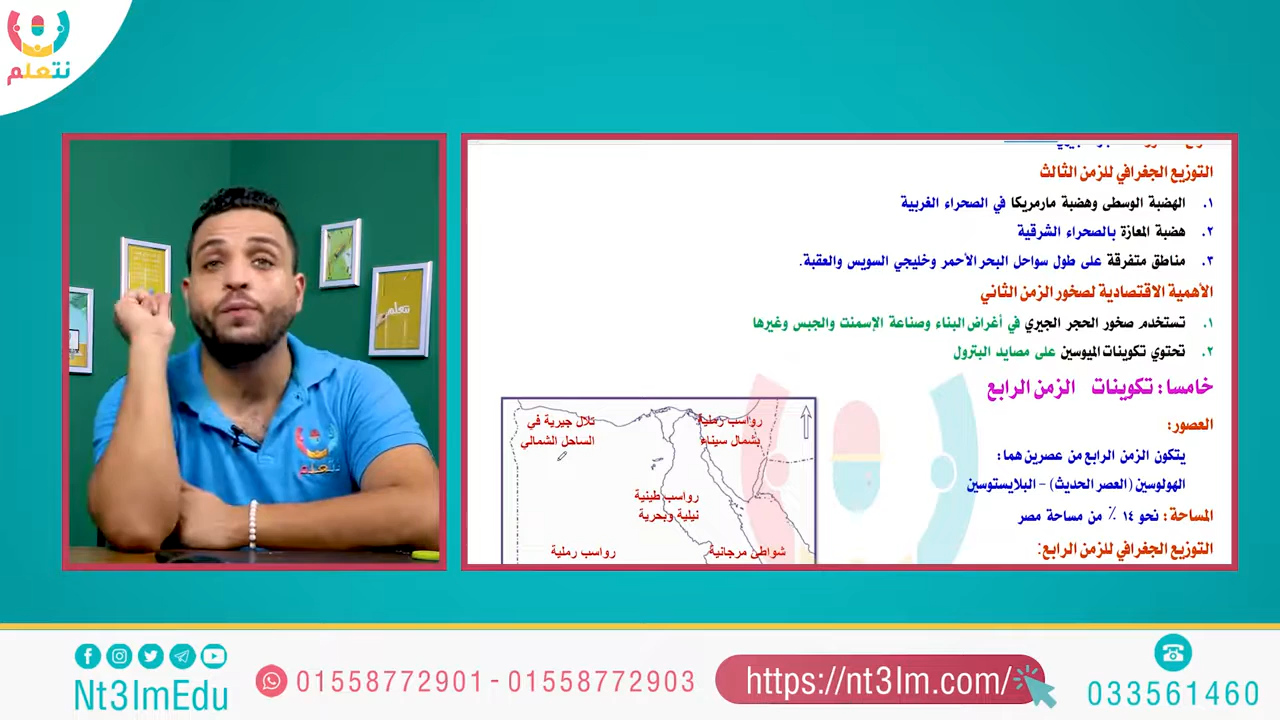 نتعلم
التوزيع الجغرافي للزمن الثالث
١. الهضبة الوسطى وهضبة مارمريكا في الصحراء الغربية
٢. هضبة المعازة بالصحراء الشرقية
٣. مناطق متفرقة على طول سواحل البحر الأحمر وخليجي السويس والعقبة.
الأهمية الاقتصادية لصخور الزمن الثاني
١. تستخدم صخور الحجر الجيري في أغراض البناء وصناعة الإسمنت والجبس وغيرها
٢. تحتوي تكوينات الميوسين على مصايد البترول
خامسا: تكوينات الزمن الرابع
العصور:
يتكون الزمن الرابع من عصرين هما:
الهولوسين (العصر الحديث) - البلايستوسين
المساحة: نحو ١٤ ٪ من مساحة مصر
التوزيع الجغرافي للزمن الرابع:
رواسب رملية
بشمال سيناء
تلال جيرية في
الساحل الشمالي
رواسب طينية
نيلية وبحرية
شواطئ مرجانية
رواسب رملية
نتعلم
نتعلم
Nt3lmEdu
01558772901 - 01558772903
https://nt3lm.com/
033561460